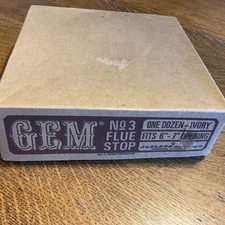 GEM
No 3
FLUE
STOP
ONE DOZEN - IVORY
FITS 6" - 7" OPENING